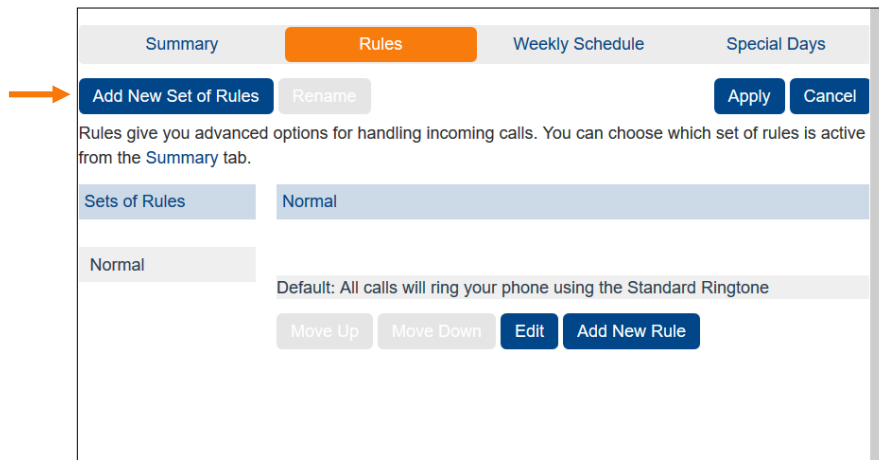 Summary Rules Weekly Schedule Special Days
Add New Set of Rules Rename Apply Cancel
Rules give you advanced options for handling incoming calls. You can choose which set of rules is active
from the Summary tab.
Sets of Rules Normal
Normal
Default: All calls will ring your phone using the Standard Ringtone
Move Up Move Down Edit Add New Rule